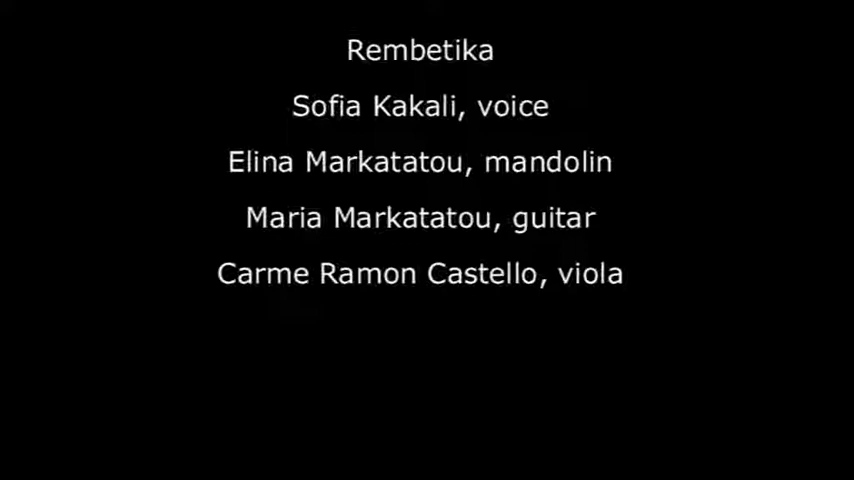 Rembetika
Sofia Kakali, voice
Elina Markatatou, mandolin
Maria Markatatou, guitar
Carme Ramon Castello, viola